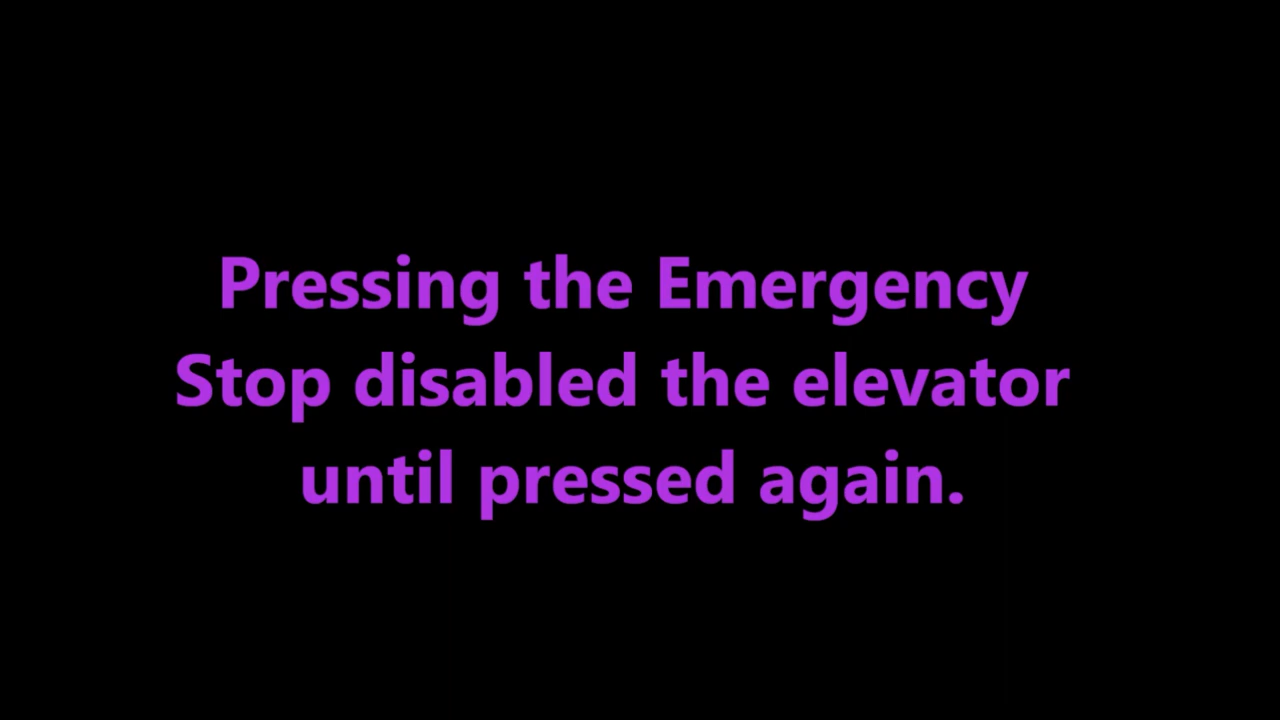 Pressing the Emergency
Stop disabled the elevator
until pressed again.